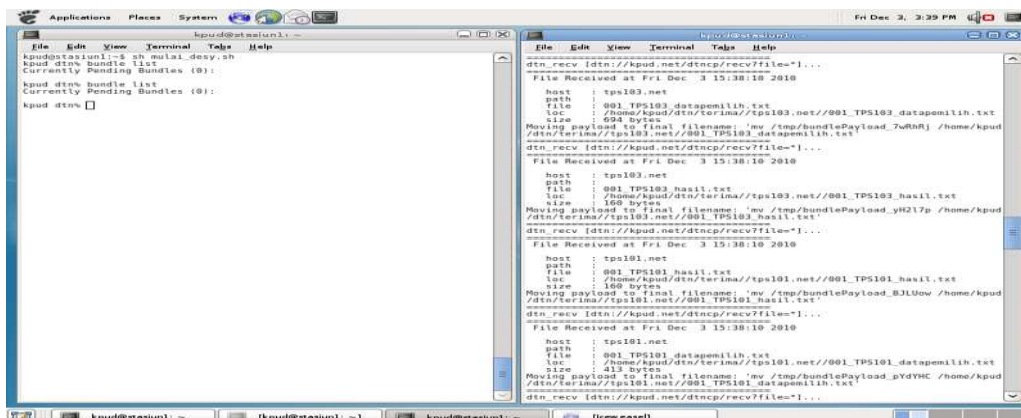 Applications Places System
Fri Dec 3, 3:39 PM
kpud@stasiun1: ~
File Edit View Terminal Tabs Help
kpud@stasiun1:~$ sh mulai_desy.sh
kpud dtn% bundle list
Currently Pending Bundles (0):
kpud dtn% bundle list
Currently Pending Bundles (0):
kpud dtn%
kpud@stasiun1: ~
File Edit View Terminal Tabs Help
==================================
dtn_recv [dtn://kpud.net/dtncp/recv?file=*]...
==================================
File Received at Fri Dec 3 15:38:10 2010
host : tps103.net
path :
file : 001_TPS103_datapemilih.txt
loc : /home/kpud/dtn/terima//tps103.net//001_TPS103_datapemilih.txt
size : 694 bytes
Moving payload to final filename: 'mv /tmp/bundlePayload_7wRhRj /home/kpud
/dtn/terima//tps103.net//001_TPS103_datapemilih.txt'
==================================
dtn_recv [dtn://kpud.net/dtncp/recv?file=*]...
==================================
File Received at Fri Dec 3 15:38:10 2010
host : tps103.net
path :
file : 001_TPS103_hasil.txt
loc : /home/kpud/dtn/terima//tps103.net//001_TPS103_hasil.txt
size : 160 bytes
Moving payload to final filename: 'mv /tmp/bundlePayload_yH2l7p /home/kpud
/dtn/terima//tps103.net//001_TPS103_hasil.txt'
==================================
dtn_recv [dtn://kpud.net/dtncp/recv?file=*]...
==================================
File Received at Fri Dec 3 15:38:10 2010
host : tps101.net
path :
file : 001_TPS101_hasil.txt
loc : /home/kpud/dtn/terima//tps101.net//001_TPS101_hasil.txt
size : 160 bytes
Moving payload to final filename: 'mv /tmp/bundlePayload_BJLUow /home/kpud
/dtn/terima//tps101.net//001_TPS101_hasil.txt'
==================================
dtn_recv [dtn://kpud.net/dtncp/recv?file=*]...
==================================
File Received at Fri Dec 3 15:38:10 2010
host : tps101.net
path :
file : 001_TPS101_datapemilih.txt
loc : /home/kpud/dtn/terima//tps101.net//001_TPS101_datapemilih.txt
size : 413 bytes
Moving payload to final filename: 'mv /tmp/bundlePayload_pYdYHC /home/kpud
/dtn/terima//tps101.net//001_TPS101_datapemilih.txt'
==================================
dtn_recv [dtn://kpud.net/dtncp/recv?file=*]...
kpud@stasiun1: ~ [kpud@stasiun1: ~] kpud@stasiun1: ~